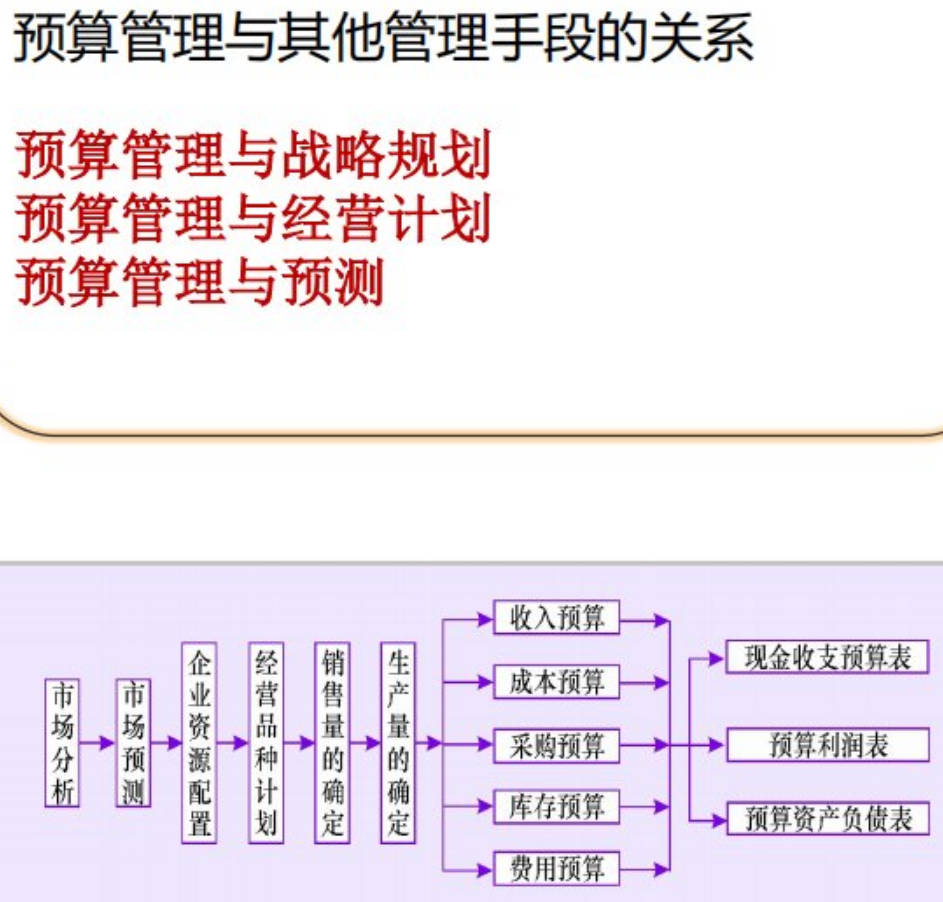 预算管理与其他管理手段的关系
预算管理与战略规划
预算管理与经营计划
预算管理与预测
市场分析
市场预测
企业资源配置
经营品种计划
销售量的确定
生产量的确定
收入预算
成本预算
采购预算
库存预算
费用预算
现金收支预算表
预算利润表
预算资产负债表